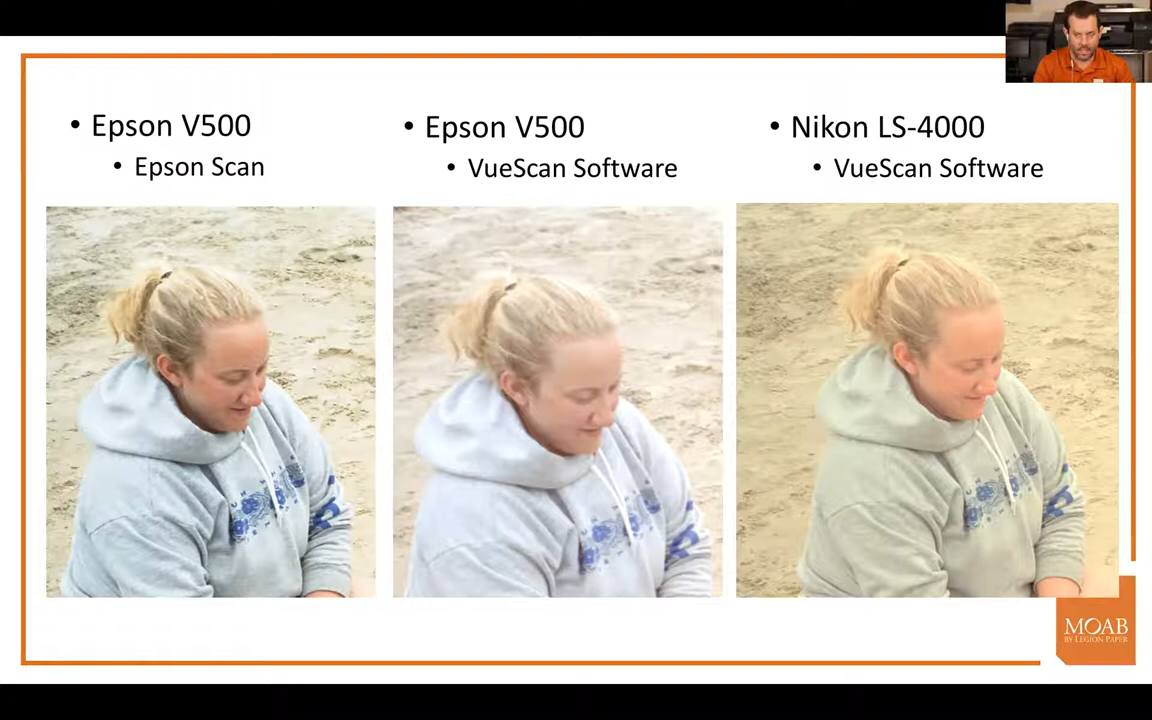 • Epson V500
• Epson Scan
• Epson V500
• VueScan Software
• Nikon LS-4000
• VueScan Software
MOAB
BY LEGION PAPER